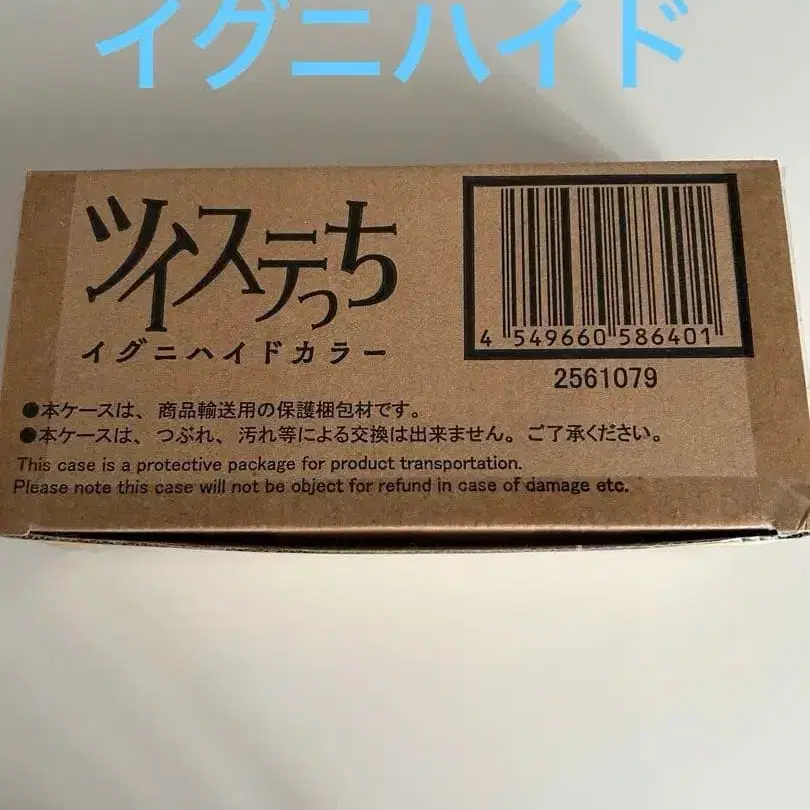 イグニハイド
ツイステっち
イグニハイドカラー
4 549660 586401
2561079
●本ケースは、商品輸送用の保護梱包材です。
●本ケースは、つぶれ、汚れ等による交換は出来ません。ご了承ください。
This case is a protective package for product transportation.
Please note this case will not be object for refund in case of damage etc.